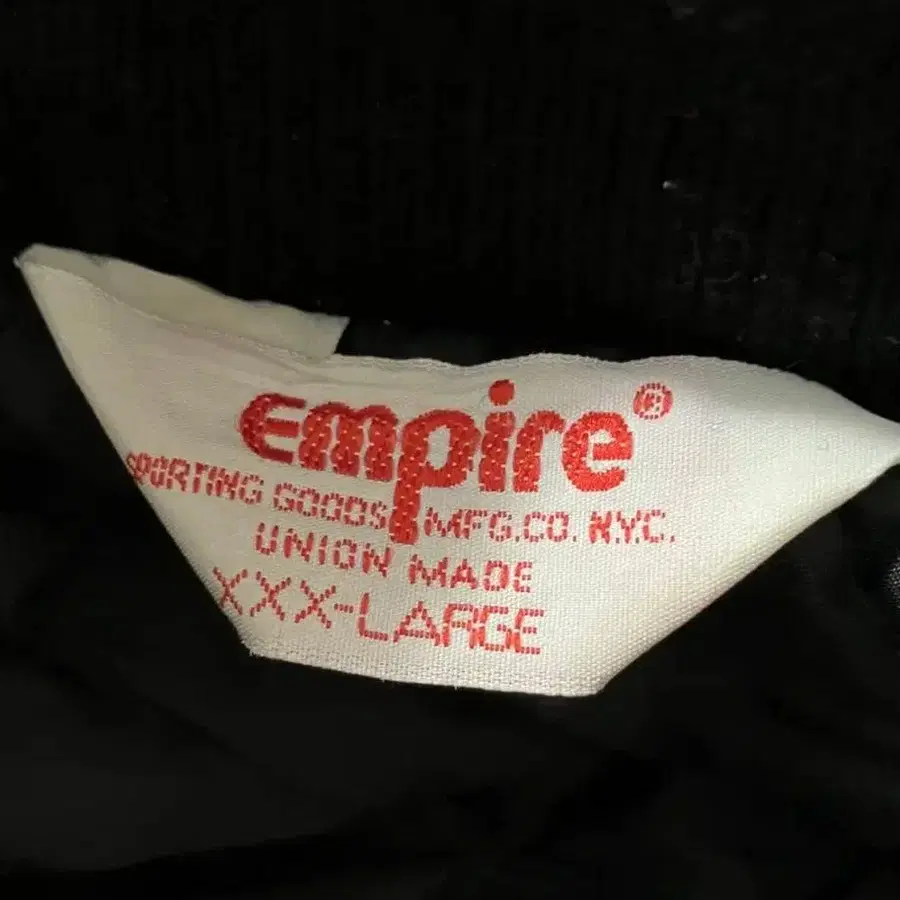 empire®
SPORTING GOODS MFG.CO. N.Y.C.
UNION MADE
XXX-LARGE